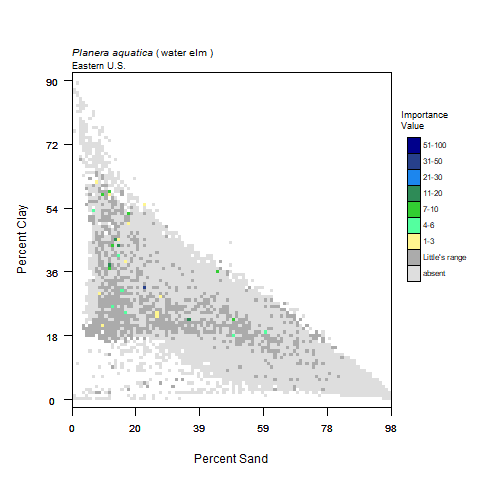 Planera aquatica ( water elm )
Eastern U.S.
90
72
54
36
18
0
0
20
39
59
78
98
Percent Clay
Percent Sand
Importance
Value
51-100
31-50
21-30
11-20
7-10
4-6
1-3
Little's range
absent